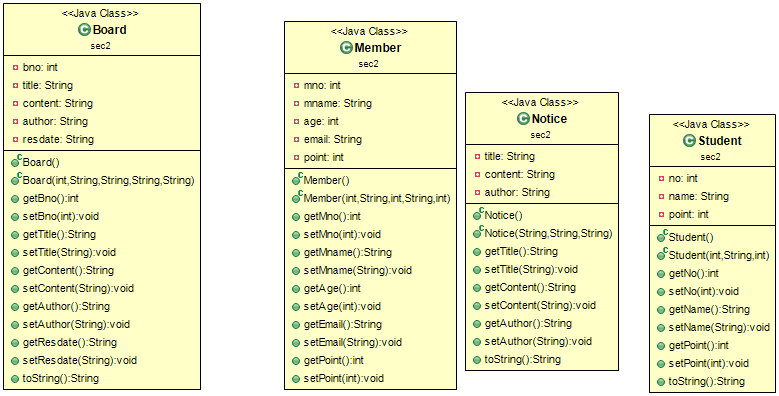 <<Java Class>>
Board
sec2
bno: int
title: String
content: String
author: String
resdate: String
Board()
Board(int,String,String,String,String)
getBno():int
setBno(int):void
getTitle():String
setTitle(String):void
getContent():String
setContent(String):void
getAuthor():String
setAuthor(String):void
getResdate():String
setResdate(String):void
toString():String
<<Java Class>>
Member
sec2
mno: int
mname: String
age: int
email: String
point: int
Member()
Member(int,String,int,String,int)
getMno():int
setMno(int):void
getMname():String
setMname(String):void
getAge():int
setAge(int):void
getEmail():String
setEmail(String):void
getPoint():int
setPoint(int):void
<<Java Class>>
Notice
sec2
title: String
content: String
author: String
Notice()
Notice(String,String,String)
getTitle():String
setTitle(String):void
getContent():String
setContent(String):void
getAuthor():String
setAuthor(String):void
toString():String
<<Java Class>>
Student
sec2
no: int
name: String
point: int
Student()
Student(int,String,int)
getNo():int
setNo(int):void
getName():String
setName(String):void
getPoint():int
setPoint(int):void
toString():String